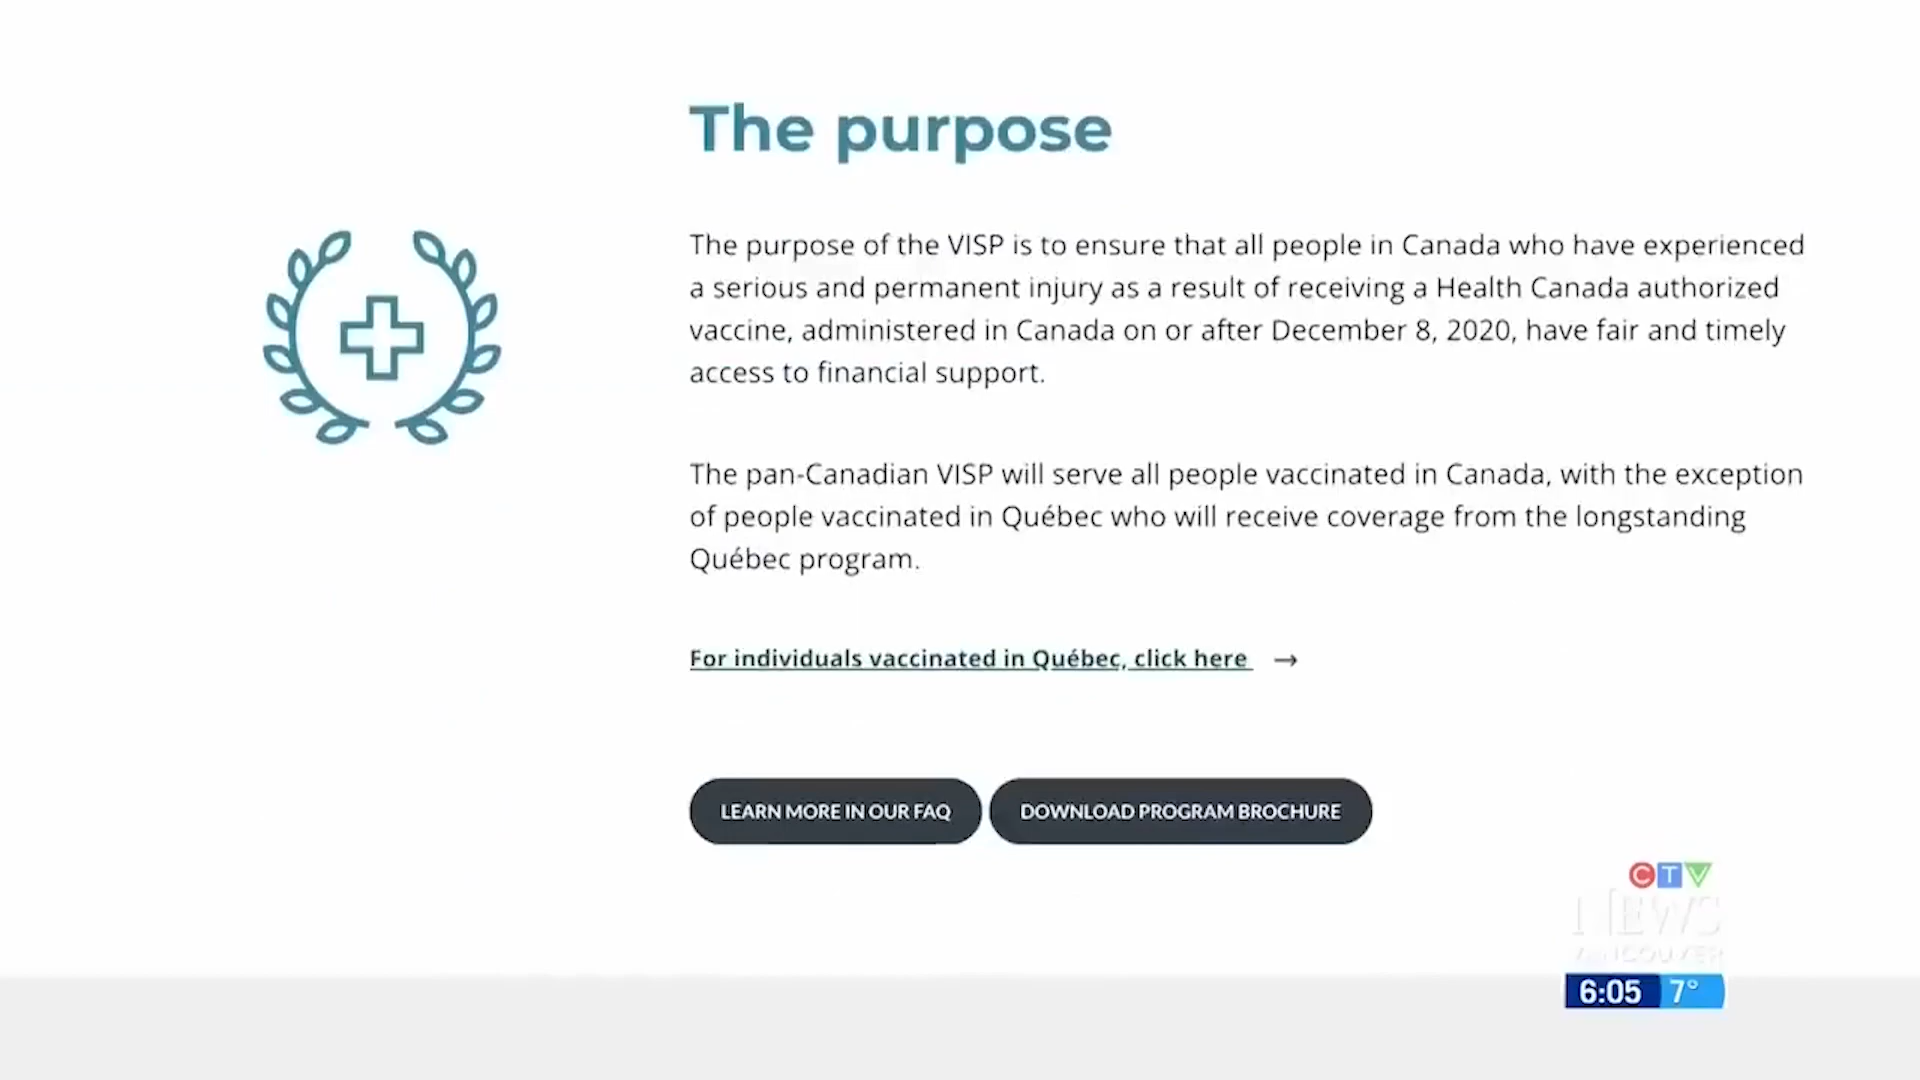 The purpose
The purpose of the VISP is to ensure that all people in Canada who have experienced
a serious and permanent injury as a result of receiving a Health Canada authorized
vaccine, administered in Canada on or after December 8, 2020, have fair and timely
access to financial support.
The pan-Canadian VISP will serve all people vaccinated in Canada, with the exception
of people vaccinated in Québec who will receive coverage from the longstanding
Québec program.
For individuals vaccinated in Québec, click here →
LEARN MORE IN OUR FAQ DOWNLOAD PROGRAM BROCHURE
CTV
NEWS
VANCOUVER
6:05 7°